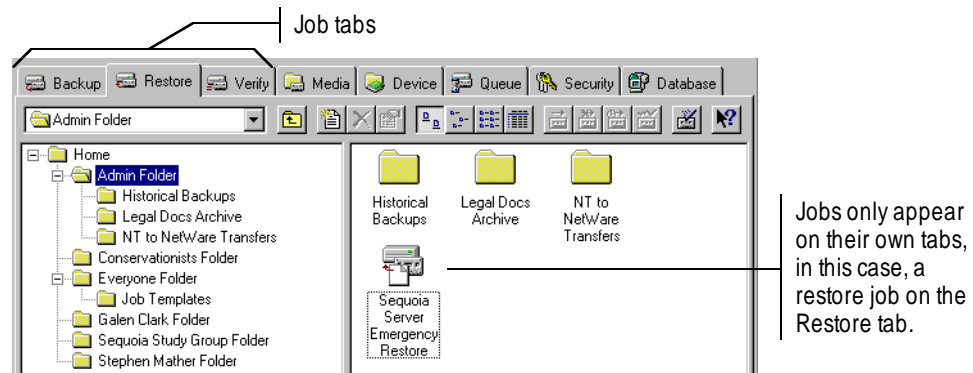 Job tabs
Backup Restore Verify Media Device Queue Security Database
Admin Folder
Home
Admin Folder
Historical Backups
Legal Docs Archive
NT to NetWare Transfers
Conservationists Folder
Everyone Folder
Job Templates
Galen Clark Folder
Sequoia Study Group Folder
Stephen Mather Folder
Historical
Backups
Legal Docs
Archive
NT to
NetWare
Transfers
Sequoia
Server
Emergency
Restore
Jobs only appear
on their own tabs,
in this case, a
restore job on the
Restore tab.